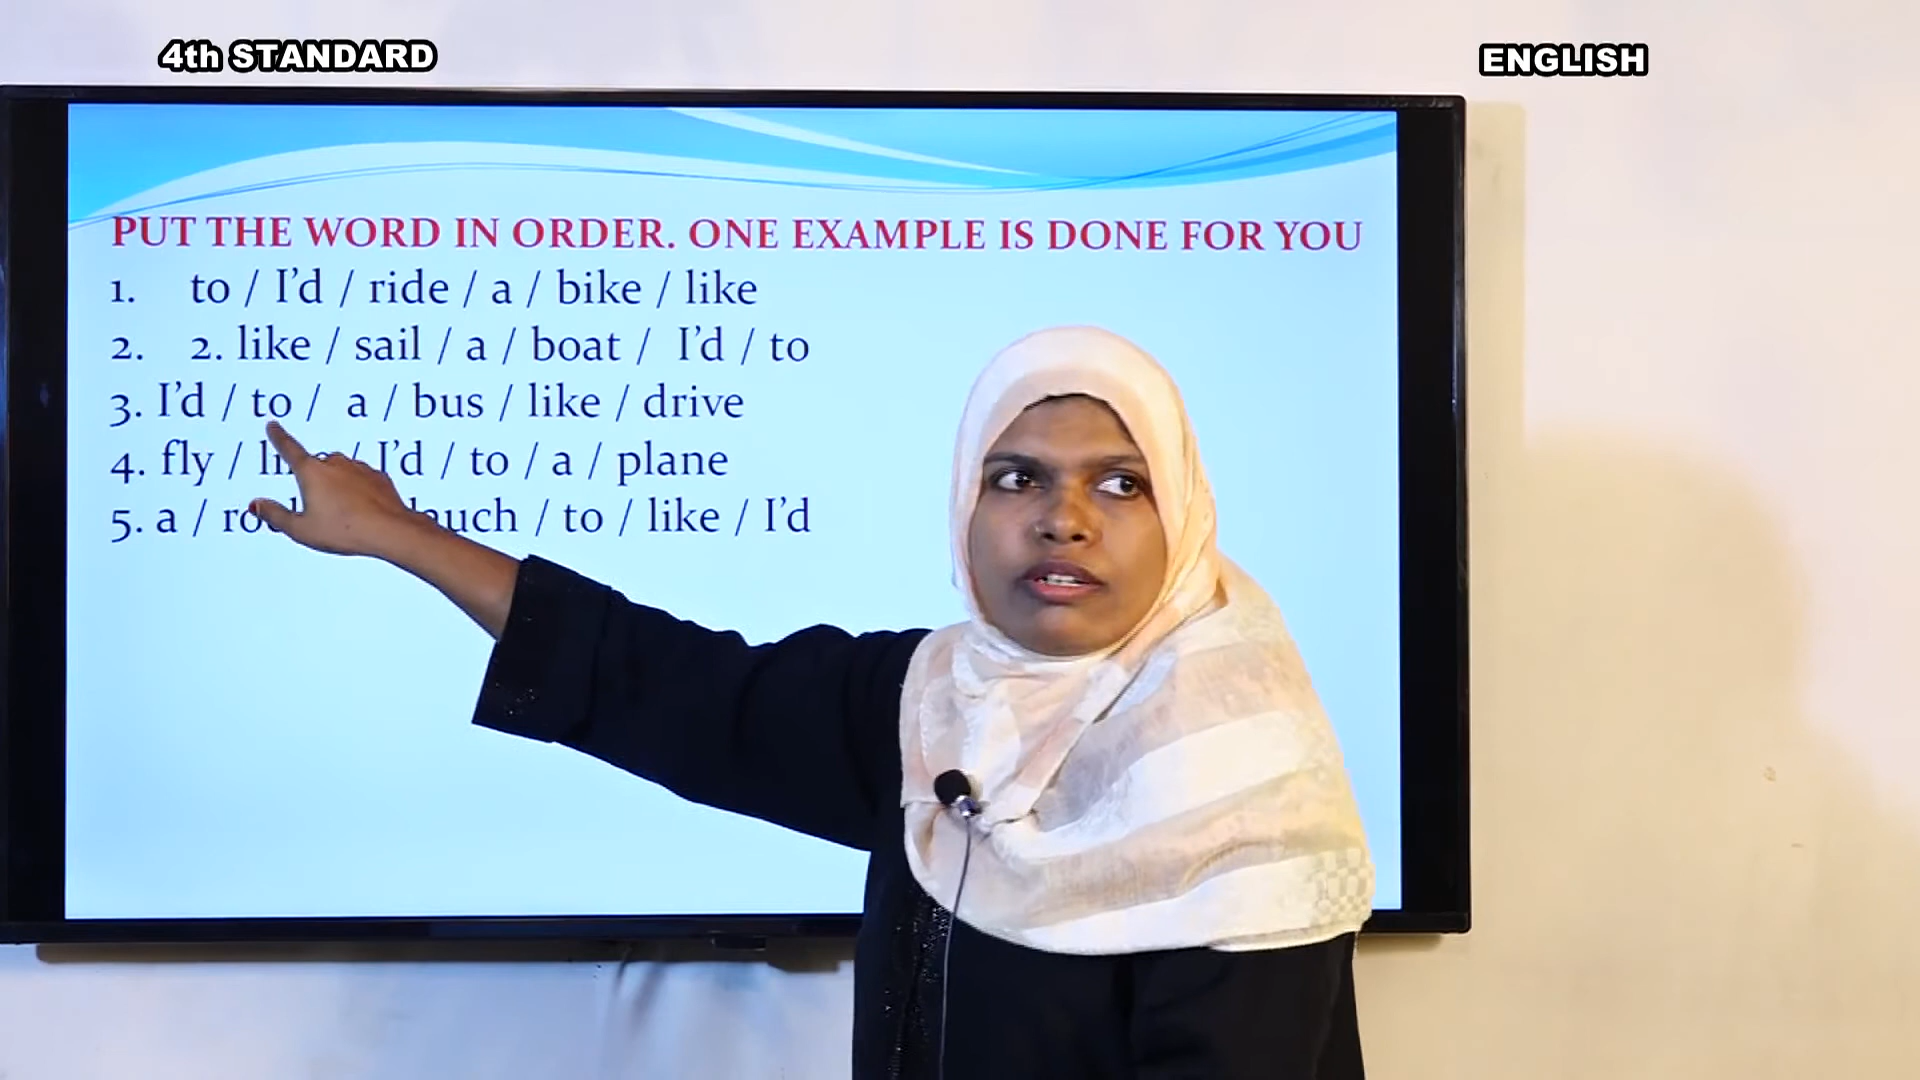 4th STANDARD
ENGLISH
PUT THE WORD IN ORDER. ONE EXAMPLE IS DONE FOR YOU
1. to / I'd / ride / a / bike / like
2. 2. like / sail / a / boat / I'd / to
3. I'd / to / a / bus / like / drive
4. fly / / I'd / to / a / plane
5. a / / to / like / I'd